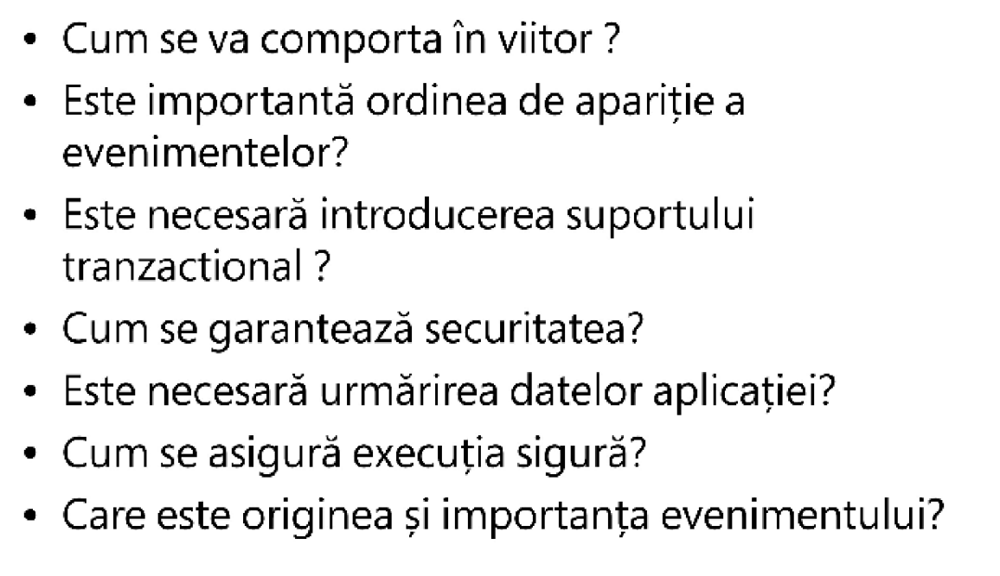 • Cum se va comporta în viitor ?
• Este importantă ordinea de apariție a
evenimentelor?
• Este necesară introducerea suportului
tranzactional ?
• Cum se garantează securitatea?
• Este necesară urmărirea datelor aplicației?
• Cum se asigură execuția sigură?
• Care este originea și importanța evenimentului?